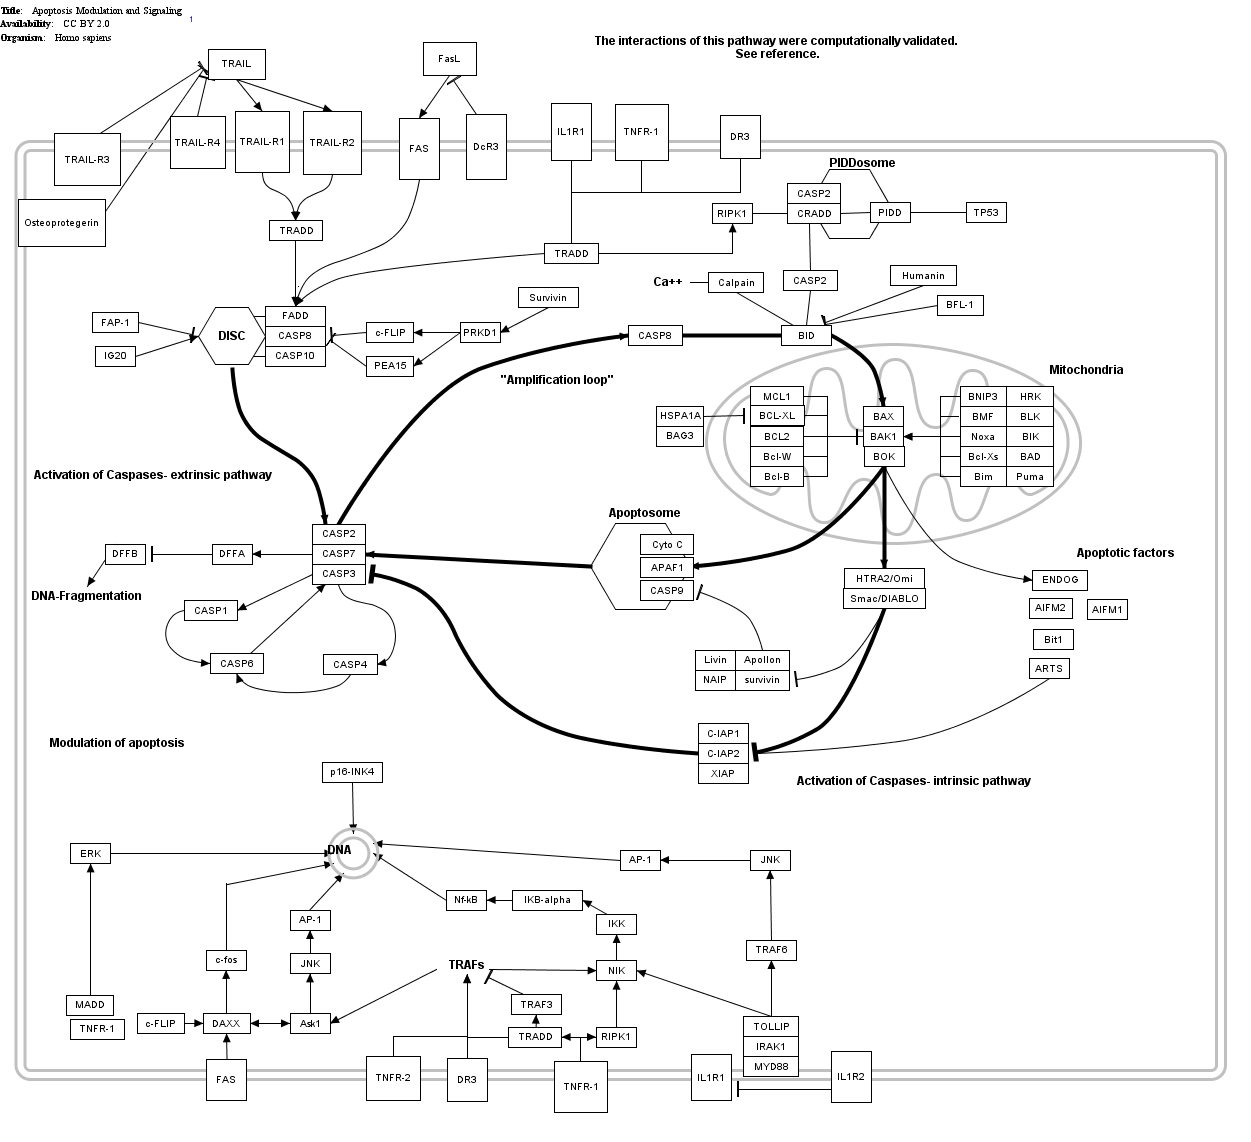 Title: Apoptosis Modulation and Signaling
1
Availability: CC BY 2.0
Organism: Homo sapiens
The interactions of this pathway were computationally validated.
See reference.
TRAIL
FasL
TRAIL-R3
TRAIL-R4
TRAIL-R1
TRAIL-R2
FAS
DcR3
IL1R1
TNFR-1
DR3
PIDDosome
CASP2
CRADD
PIDD
TP53
RIPK1
Osteoprotegerin
TRADD
TRADD
Ca++
Calpain
CASP2
Humanin
BFL-1
Survivin
FAP-1
IG20
DISC
FADD
CASP8
CASP10
c-FLIP
PRKD1
PEA15
CASP8
BID
"Amplification loop"
Mitochondria
HSPA1A
BAG3
MCL1
BCL-XL
BCL2
Bcl-W
Bcl-B
BAX
BAK1
BOK
BNIP3 HRK
BMF BLK
Noxa BIK
Bcl-Xs BAD
Bim Puma
Activation of Caspases- extrinsic pathway
Apoptosome
Cyto C
APAF1
CASP9
CASP2
CASP7
CASP3
DFFB
DFFA
DNA-Fragmentation
CASP1
CASP6
CASP4
HTRA2/Omi
Smac/DIABLO
Apoptotic factors
ENDOG
AIFM2
AIFM1
Bit1
ARTS
Livin Apollon
NAIP survivin
C-IAP1
C-IAP2
XIAP
Activation of Caspases- intrinsic pathway
Modulation of apoptosis
p16-INK4
DNA
ERK
AP-1
JNK
Nf-kB
IKB-alpha
IKK
AP-1
c-fos
JNK
TRAFs
NIK
TRAF6
MADD
TNFR-1
c-FLIP
DAXX
Ask1
TRAF3
TRADD
RIPK1
TOLLIP
IRAK1
MYD88
FAS
TNFR-2
DR3
TNFR-1
IL1R1
IL1R2